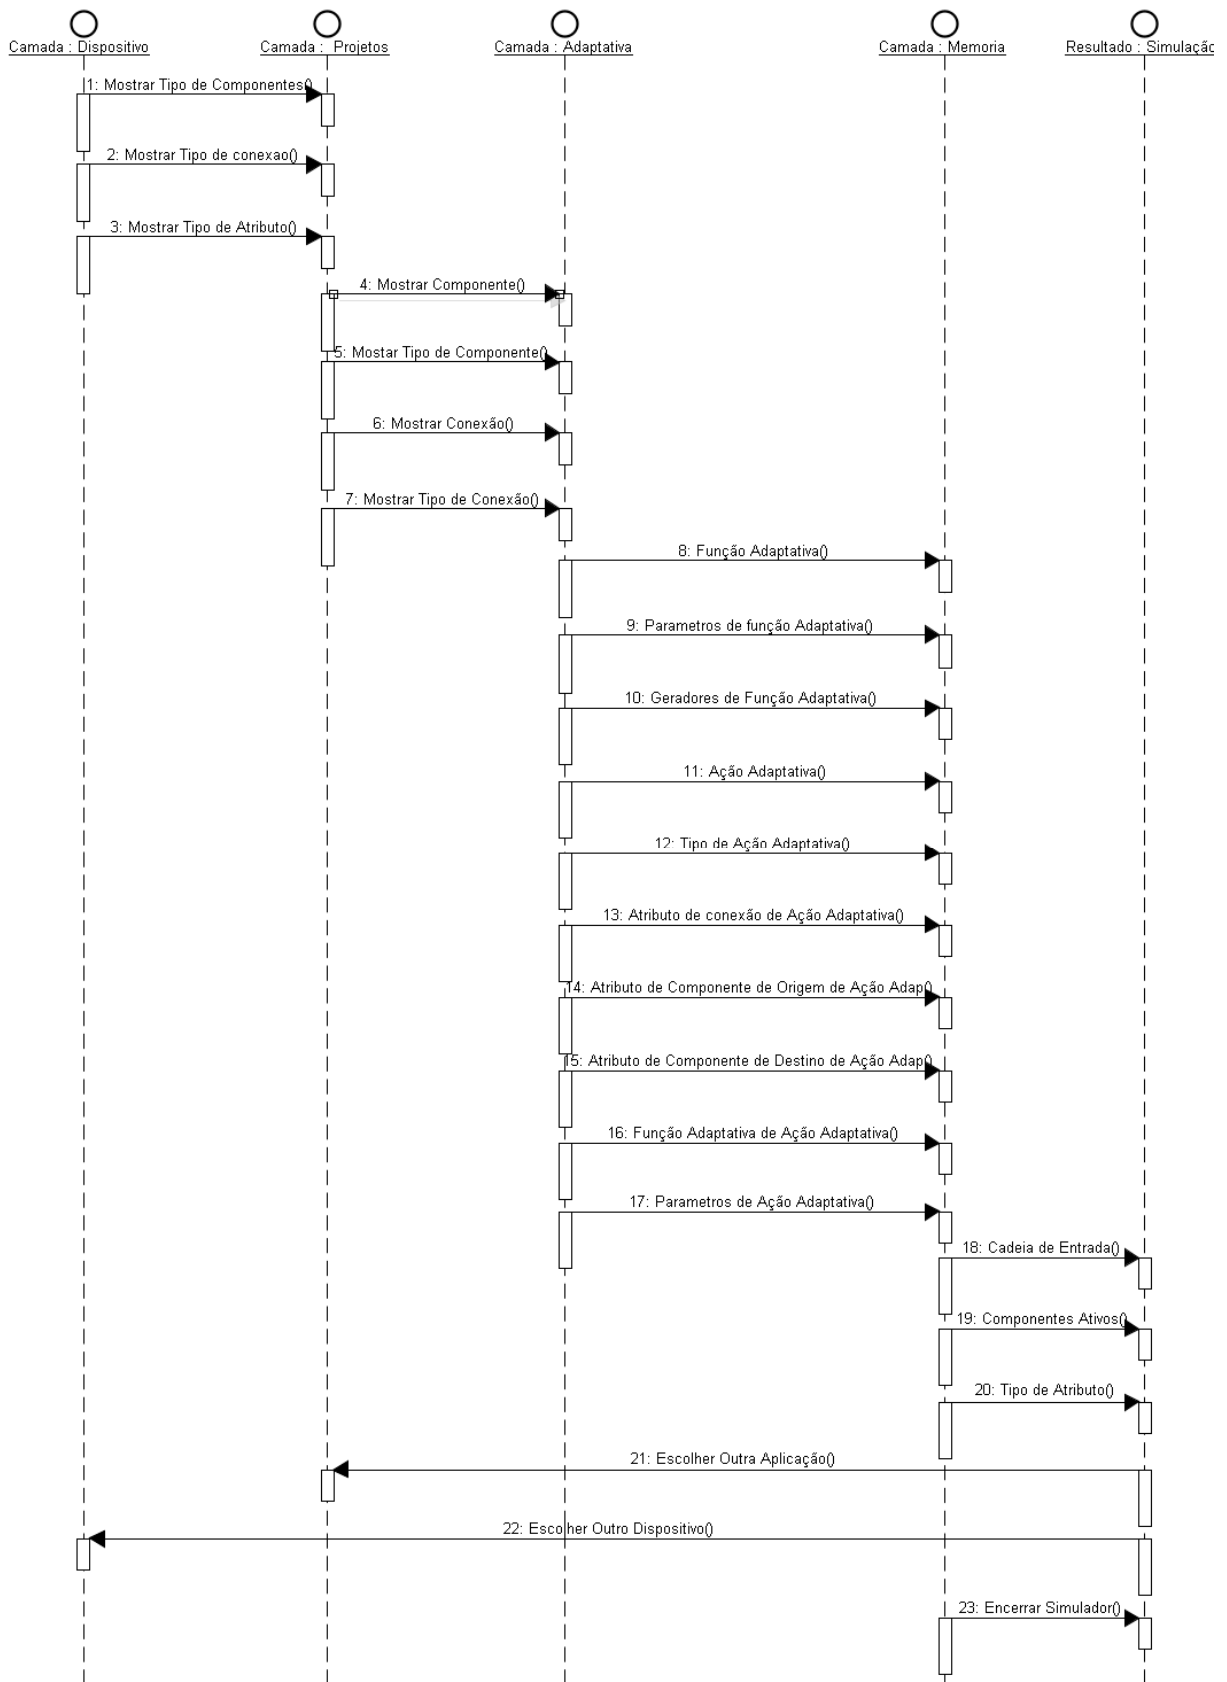 Camada : Dispositivo
Camada : Projetos
Camada : Adaptativa
Camada : Memoria
Resultado : Simulação
1: Mostrar Tipo de Componentes()
2: Mostrar Tipo de conexao()
3: Mostrar Tipo de Atributo()
4: Mostrar Componente()
5: Mostar Tipo de Componente()
6: Mostrar Conexão()
7: Mostrar Tipo de Conexão()
8: Função Adaptativa()
9: Parametros de função Adaptativa()
10: Geradores de Função Adaptativa()
11: Ação Adaptativa()
12: Tipo de Ação Adaptativa()
13: Atributo de conexão de Ação Adaptativa()
14: Atributo de Componente de Origem de Ação Adap()
15: Atributo de Componente de Destino de Ação Adap()
16: Função Adaptativa de Ação Adaptativa()
17: Parametros de Ação Adaptativa()
18: Cadeia de Entrada()
19: Componentes Ativos()
20: Tipo de Atributo()
21: Escolher Outra Aplicação()
22: Escolher Outro Dispositivo()
23: Encerrar Simulador()